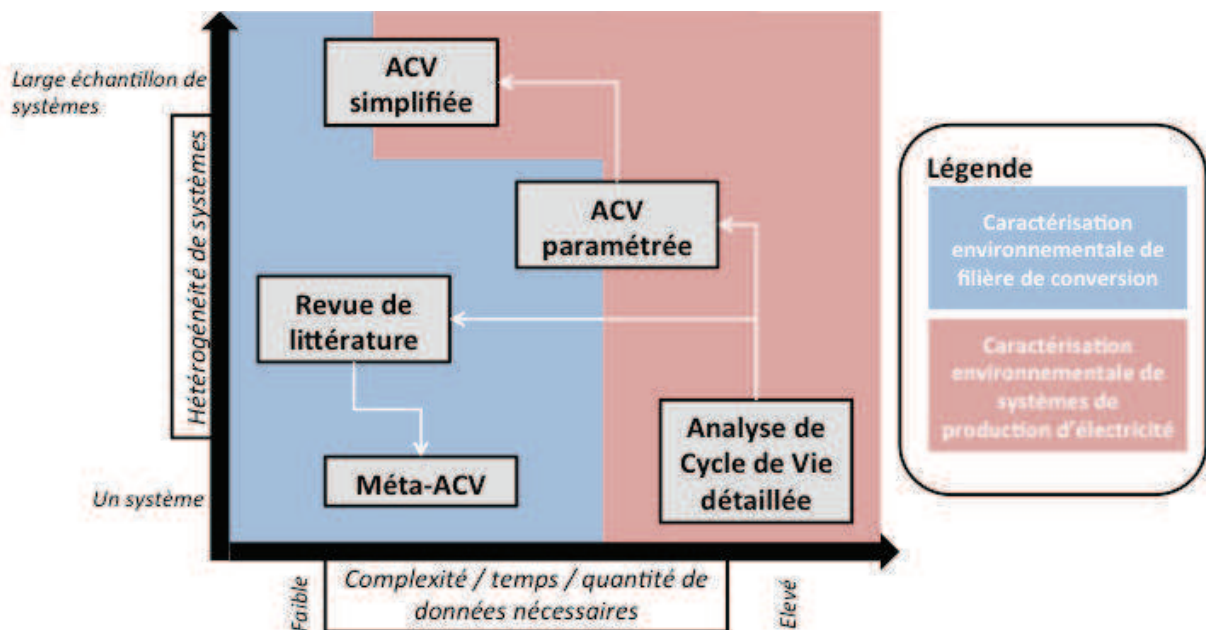 Large échantillon de
systèmes
Hétérogénéité de systèmes
Un système
ACV
simplifiée
ACV
paramétrée
Revue de
littérature
Méta-ACV
Analyse de
Cycle de Vie
détaillée
Faible
Complexité / temps / quantité de
données nécessaires
Elevé
Légende
Caractérisation
environnementale de
filière de conversion
Caractérisation
environnementale de
systèmes de
production d'électricité